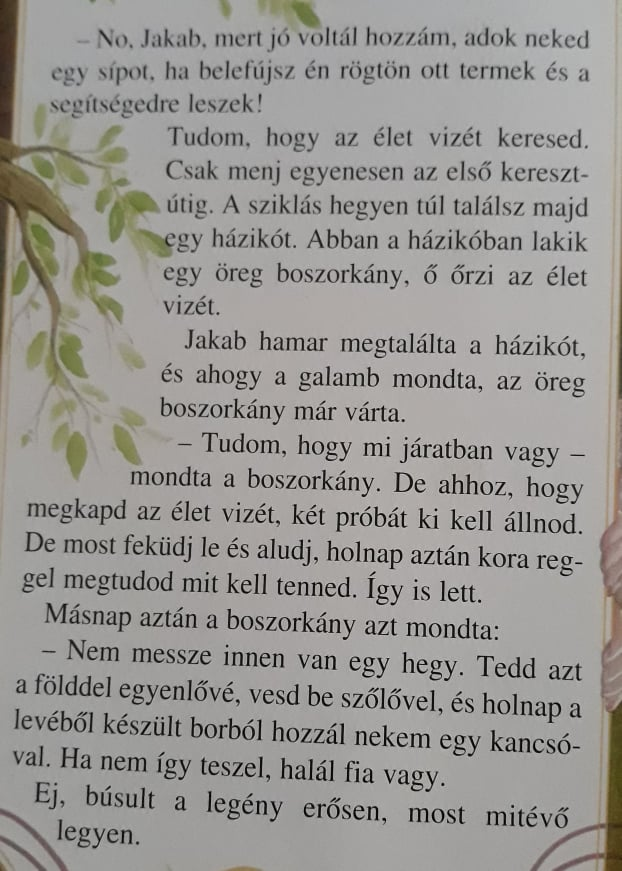 – No, Jakab, mert jó voltál hozzám, adok neked
egy sípot, ha belefújsz én rögtön ott termek és a
segítségedre leszek!
Tudom, hogy az élet vizét keresed.
Csak menj egyenesen az első kereszt-
útig. A sziklás hegyen túl találsz majd
egy házikót. Abban a házikóban lakik
egy öreg boszorkány, ő őrzi az élet
vizét.
Jakab hamar megtalálta a házikót,
és ahogy a galamb mondta, az öreg
boszorkány már várta.
– Tudom, hogy mi járatban vagy –
mondta a boszorkány. De ahhoz, hogy
megkapd az élet vizét, két próbát ki kell állnod.
De most feküdj le és aludj, holnap aztán kora reg-
gel megtudod mit kell tenned. Így is lett.
Másnap aztán a boszorkány azt mondta:
– Nem messze innen van egy hegy. Tedd azt
a földdel egyenlővé, vesd be szőlővel, és holnap a
levéből készült borból hozzál nekem egy kancsó-
val. Ha nem így teszel, halál fia vagy.
Ej, búsult a legény erősen, most mitévő
legyen.